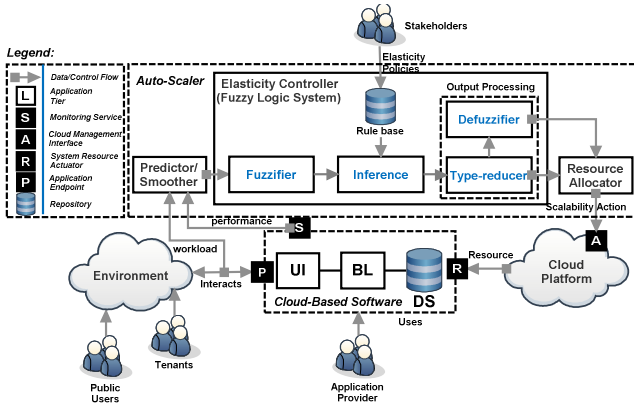 Stakeholders
Legend:
Data/Control Flow
L
Application
Tier
S
Monitoring Service
A
Cloud Management
Interface
R
System Resource
Actuator
P
Application
Endpoint
Repository
Elasticity
Policies
Auto-Scaler
Elasticity Controller
(Fuzzy Logic System)
Rule base
Output Processing
Defuzzifier
Predictor/
Smoother
Fuzzifier
Inference
Type-reducer
Resource
Allocator
Scalability Action
performance
S
workload
A
Environment
Interacts
P
UI
BL
DS
R
Resource
Cloud
Platform
Cloud-Based Software
Uses
Public
Users
Tenants
Application
Provider